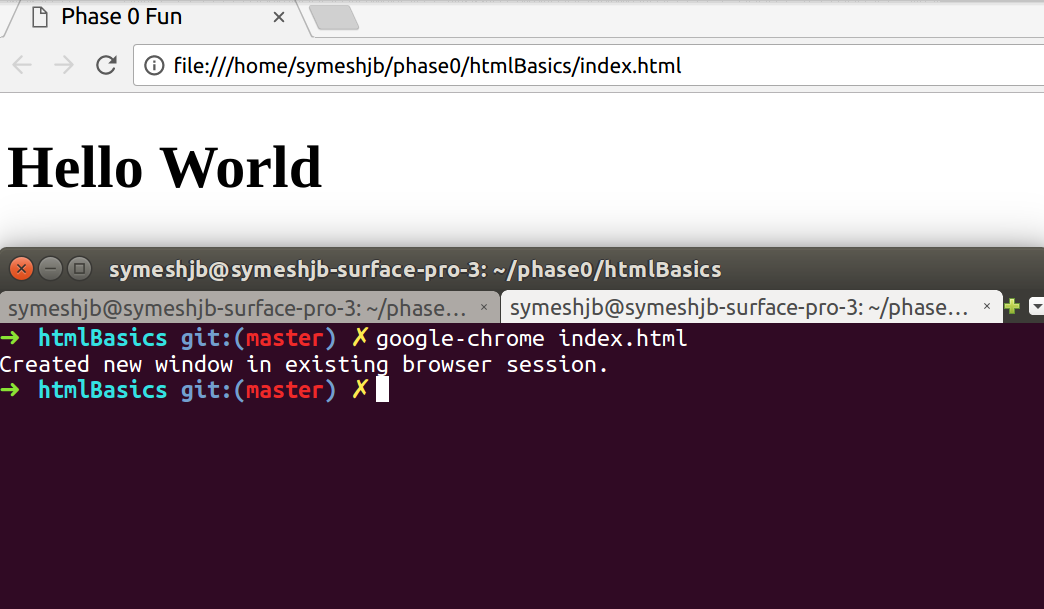 Phase 0 Fun
file:///home/symeshjb/phase0/htmlBasics/index.html
Hello World
symeshjb@symeshjb-surface-pro-3: ~/phase0/htmlBasics
symeshjb@symeshjb-surface-pro-3: ~/phase...
symeshjb@symeshjb-surface-pro-3: ~/phase...
➜ htmlBasics git:(master) ✗ google-chrome index.html
Created new window in existing browser session.
➜ htmlBasics git:(master) ✗